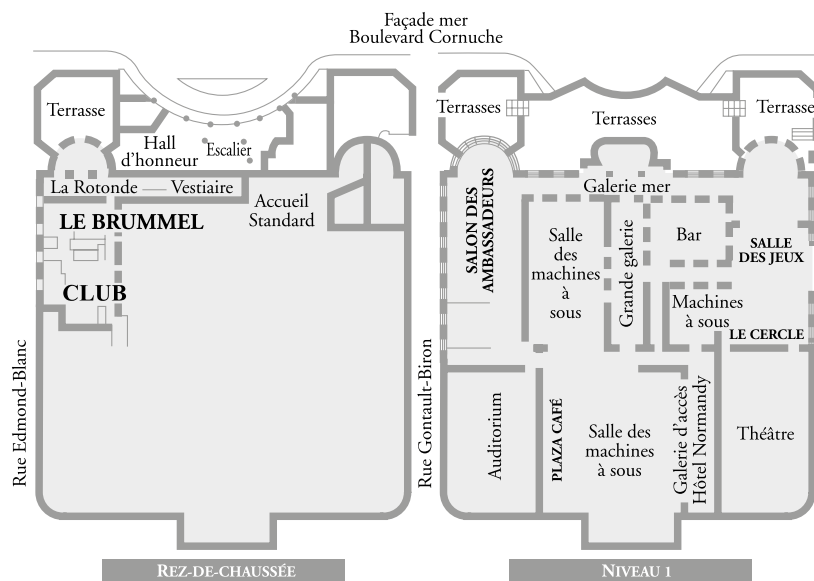 Façade mer
Boulevard Cornuche
Terrasse
Hall
d'honneur
Escalier
La Rotonde
Vestiaire
LE BRUMMEL
CLUB
Accueil
Standard
Rue Edmond-Blanc
REZ-DE-CHAUSSÉE
Rue Gontault-Biron
Terrasses
Terrasses
Terrasse
Galerie mer
SALON DES
AMBASSADEURS
Salle
des
machines
à
sous
Grande galerie
Bar
SALLE
DES JEUX
Machines
à sous
LE CERCLE
Auditorium
PLAZA CAFÉ
Salle des
machines
à sous
Galerie d'accès
Hôtel Normandy
Théâtre
NIVEAU 1